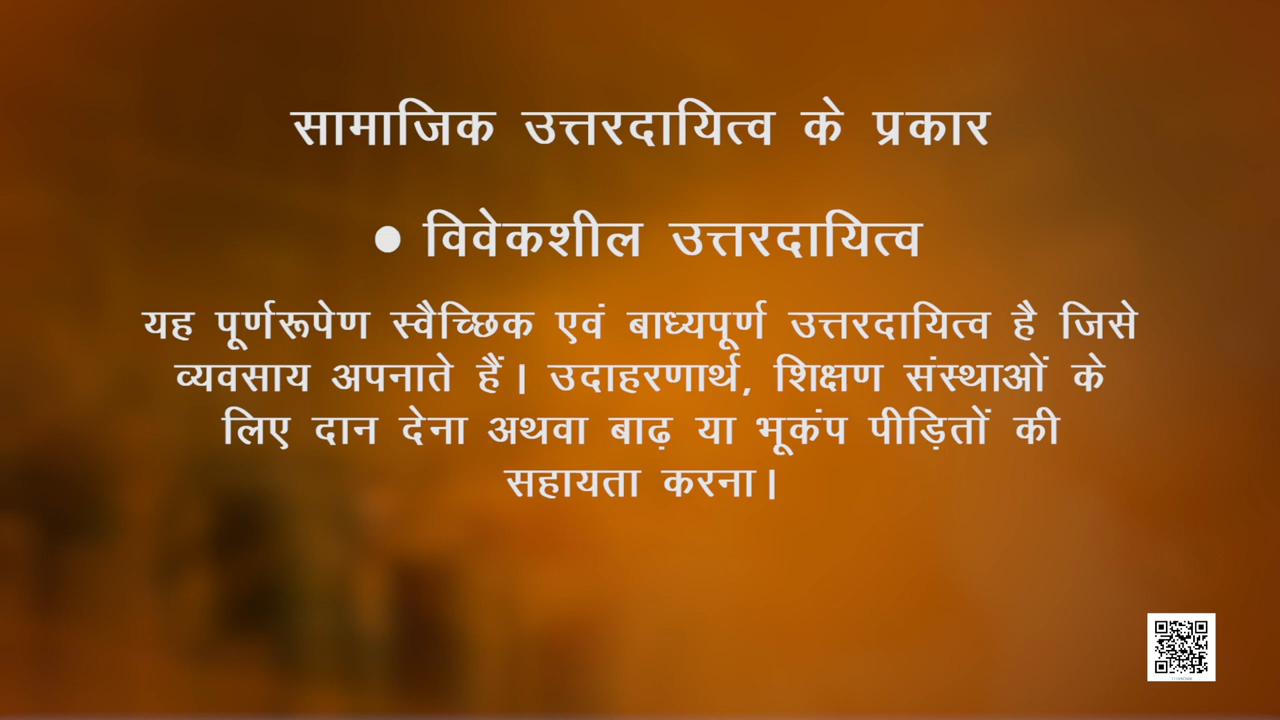 सामाजिक उत्तरदायित्व के प्रकार
● विवेकशील उत्तरदायित्व
यह पूर्णरूपेण स्वैच्छिक एवं बाध्यपूर्ण उत्तरदायित्व है जिसे
व्यवसाय अपनाते हैं। उदाहरणार्थ, शिक्षण संस्थाओं के
लिए दान देना अथवा बाढ़ या भूकंप पीड़ितों की
सहायता करना।